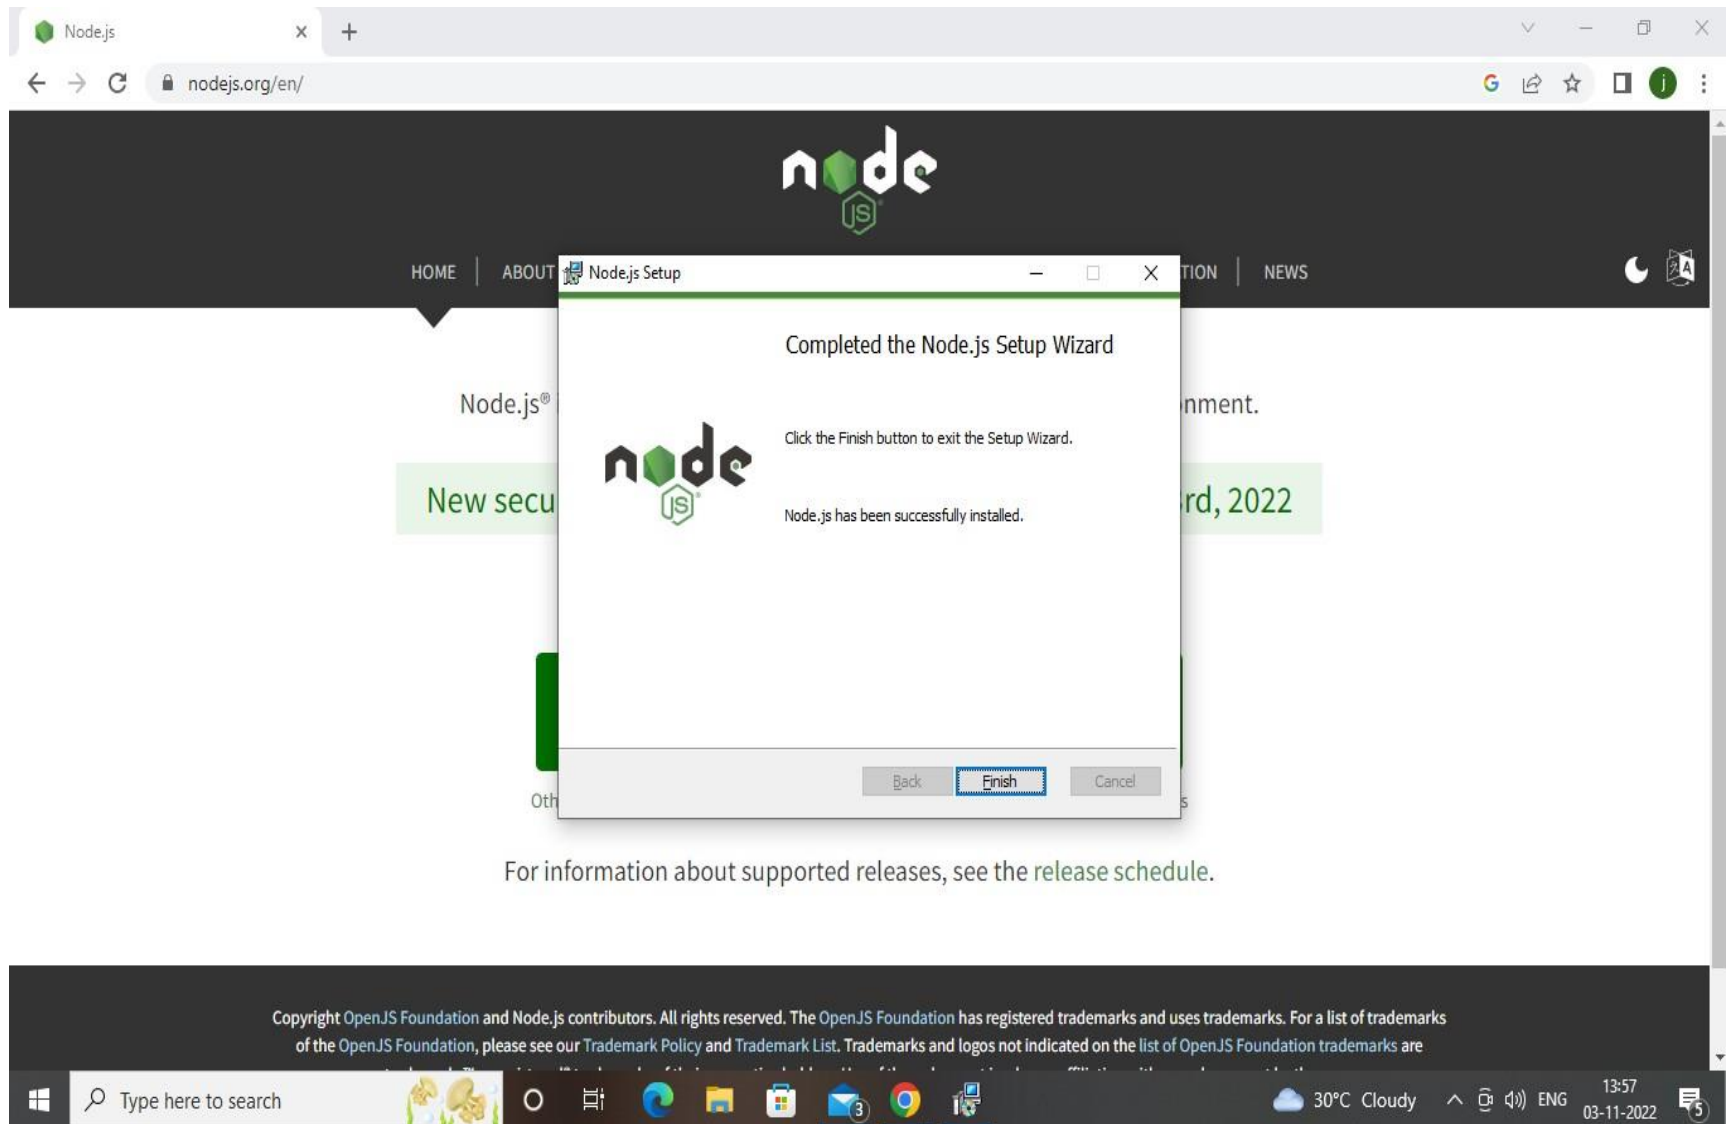 Node.js
nodejs.org/en/
G
j
node
JS
HOME
ABOUT
TION
NEWS
Node.js Setup
Completed the Node.js Setup Wizard
Node.js®
nment.
Click the Finish button to exit the Setup Wizard.
node
JS
New secu
rd, 2022
Node.js has been successfully installed.
Back
Finish
Cancel
Oth
s
For information about supported releases, see the release schedule.
Copyright OpenJS Foundation and Node.js contributors. All rights reserved. The OpenJS Foundation has registered trademarks and uses trademarks. For a list of trademarks
of the OpenJS Foundation, please see our Trademark Policy and Trademark List. Trademarks and logos not indicated on the list of OpenJS Foundation trademarks are
Type here to search
3
30°C Cloudy
ENG
13:57
03-11-2022
5